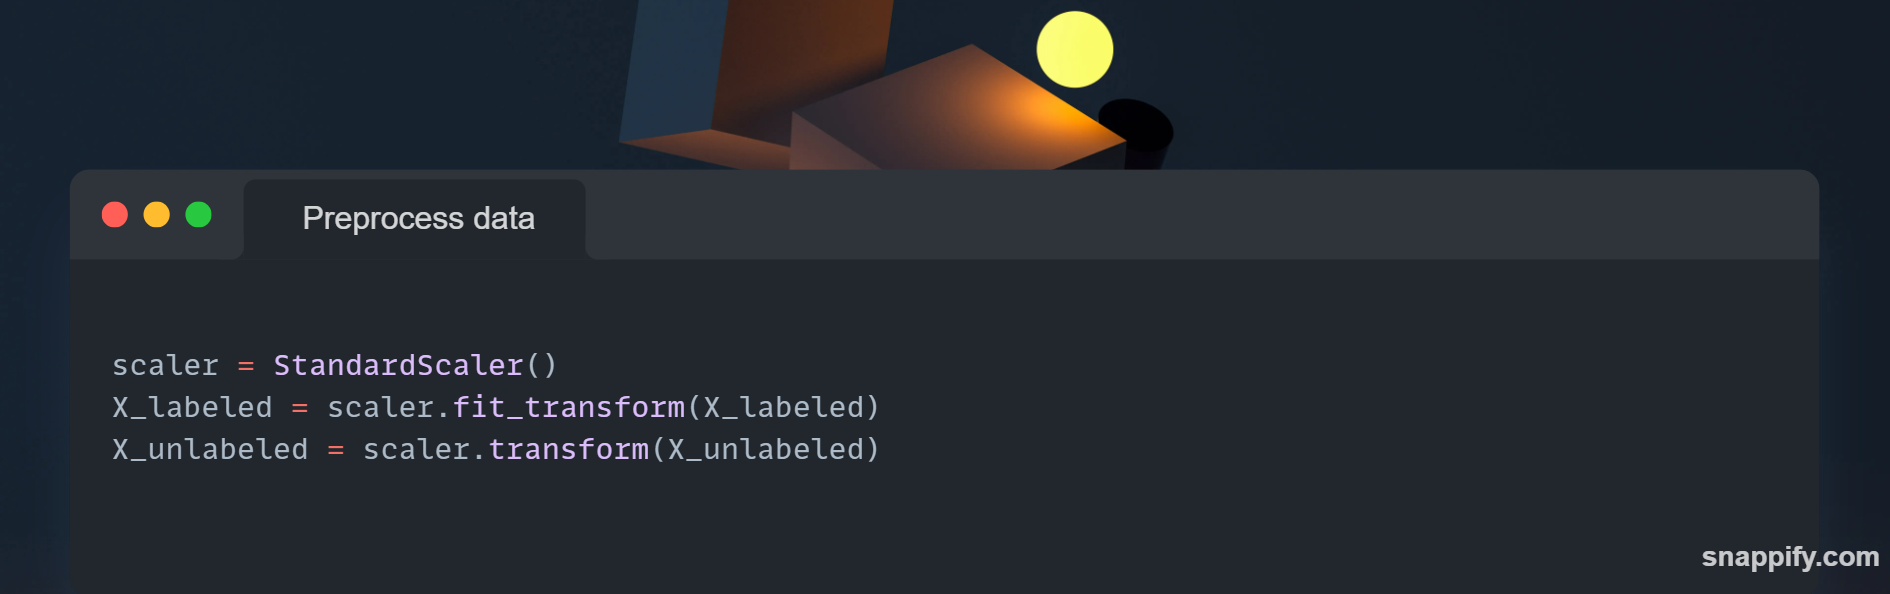 Preprocess data
scaler = StandardScaler()
X_labeled = scaler.fit_transform(X_labeled)
X_unlabeled = scaler.transform(X_unlabeled)
snappify.com